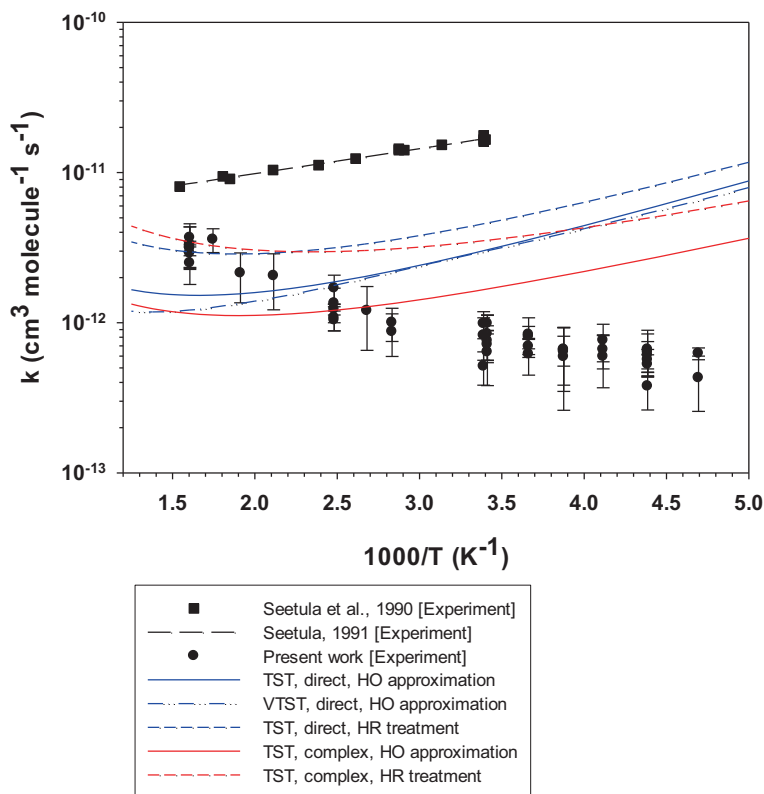 k (cm³ molecule⁻¹ s⁻¹)
10⁻¹⁰
10⁻¹¹
10⁻¹²
10⁻¹³
1.5 2.0 2.5 3.0 3.5 4.0 4.5 5.0
1000/T (K⁻¹)
Seetula et al., 1990 [Experiment]
Seetula, 1991 [Experiment]
Present work [Experiment]
TST, direct, HO approximation
VTST, direct, HO approximation
TST, direct, HR treatment
TST, complex, HO approximation
TST, complex, HR treatment